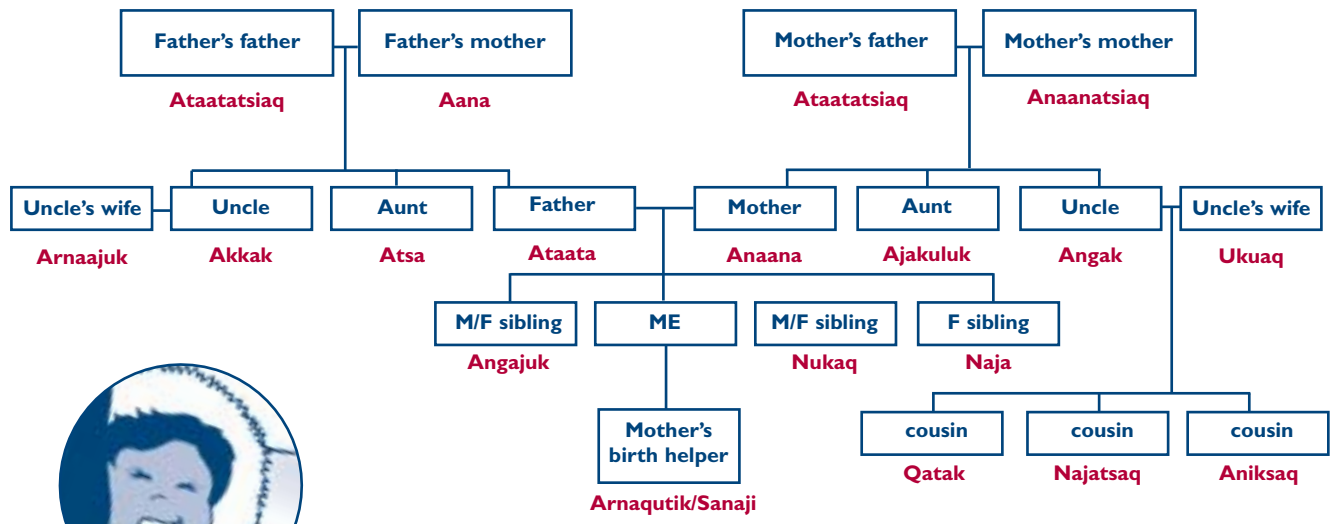 Father's father
Father's mother
Mother's father
Mother's mother
Ataatatsiaq
Aana
Ataatatsiaq
Anaanatsiaq
Uncle's wife
Uncle
Aunt
Father
Mother
Aunt
Uncle
Uncle's wife
Arnaajuk
Akkak
Atsa
Ataata
Anaana
Ajakuluk
Angak
Ukuaq
M/F sibling
ME
M/F sibling
F sibling
Angajuk
Nukaq
Naja
Mother's
birth helper
Arnaqutik/Sanaji
cousin
cousin
cousin
Qatak
Najatsaq
Aniksaq